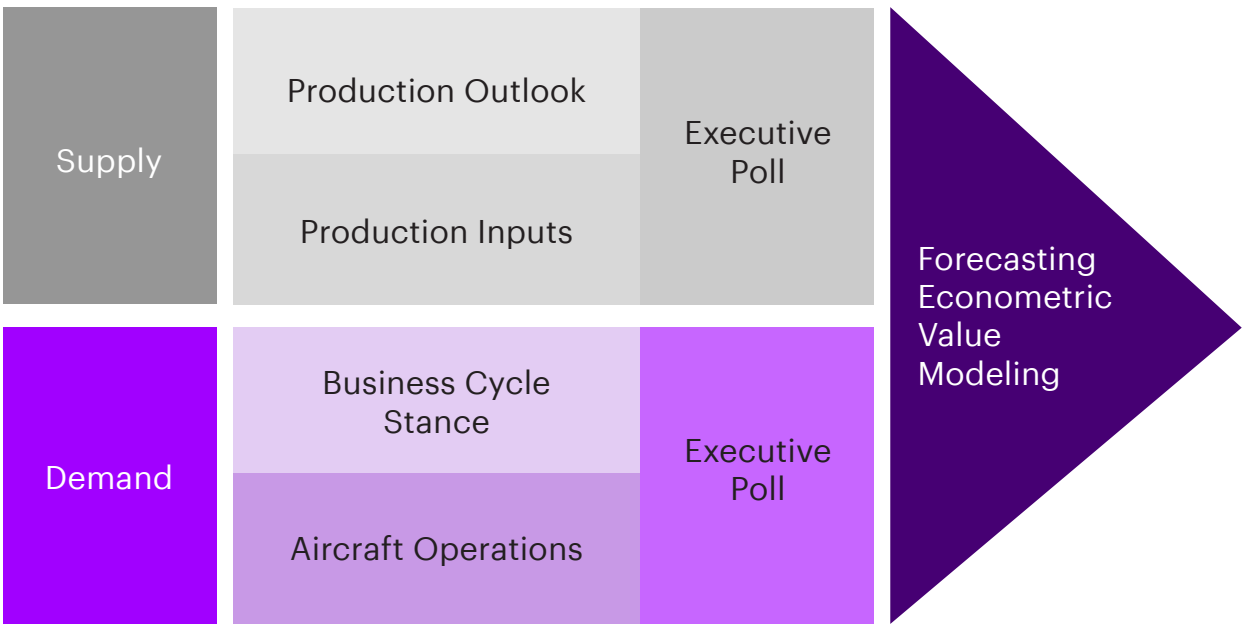 Supply
Production Outlook
Production Inputs
Executive
Poll
Demand
Business Cycle
Stance
Aircraft Operations
Executive
Poll
Forecasting
Econometric
Value
Modeling